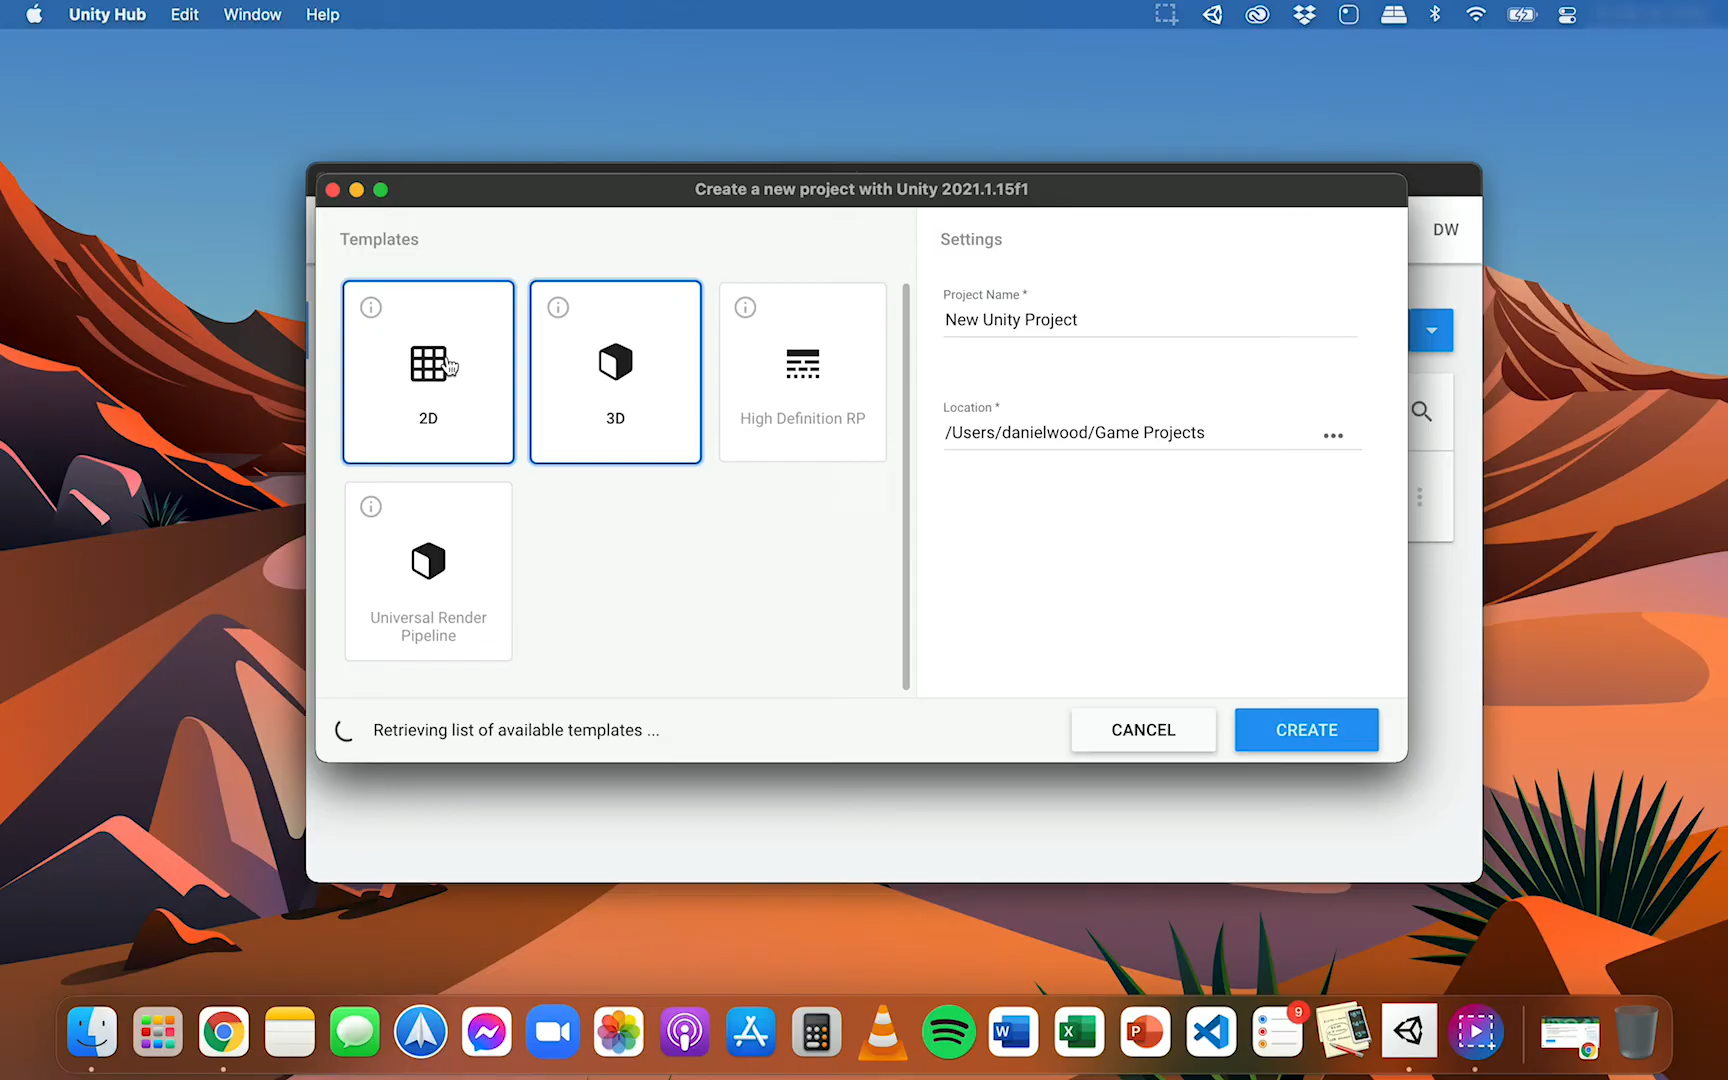 Unity Hub Edit Window Help
Create a new project with Unity 2021.1.15f1
DW
Templates
Settings
2D
3D
High Definition RP
Universal Render
Pipeline
Project Name *
New Unity Project
Location *
/Users/danielwood/Game Projects
•••
Retrieving list of available templates ...
CANCEL
CREATE
9
W
X
P